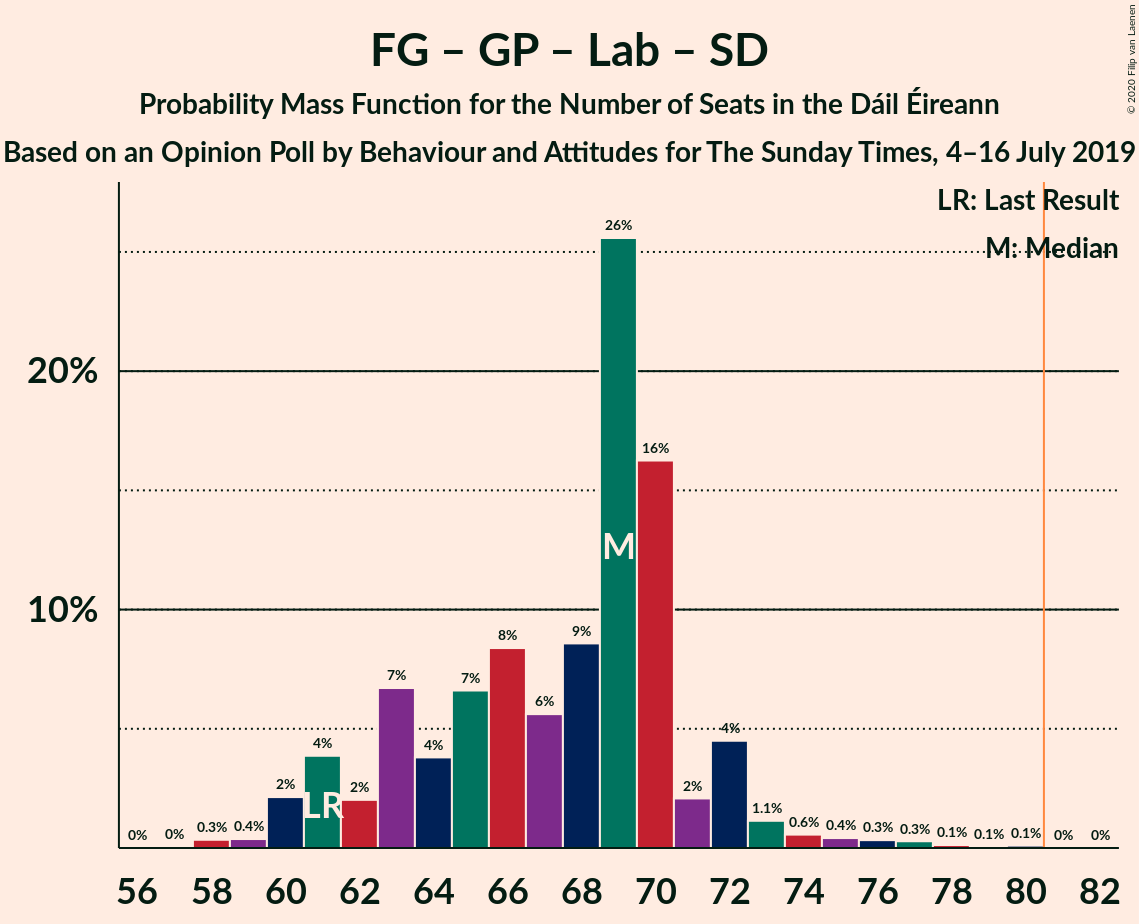 FG – GP – Lab – SD
Probability Mass Function for the Number of Seats in the Dáil Éireann
Based on an Opinion Poll by Behaviour and Attitudes for The Sunday Times, 4–16 July 2019
© 2020 Filip van Laenen
LR: Last Result
M: Median
20%
10%
0% 0% 0.3% 0.4% 2% 4% 2% 7% 4% 7% 8% 6% 9% 26% 16% 2% 4% 1.1% 0.6% 0.4% 0.3% 0.3% 0.1% 0.1% 0.1% 0% 0%
LR
M
56 58 60 62 64 66 68 70 72 74 76 78 80 82